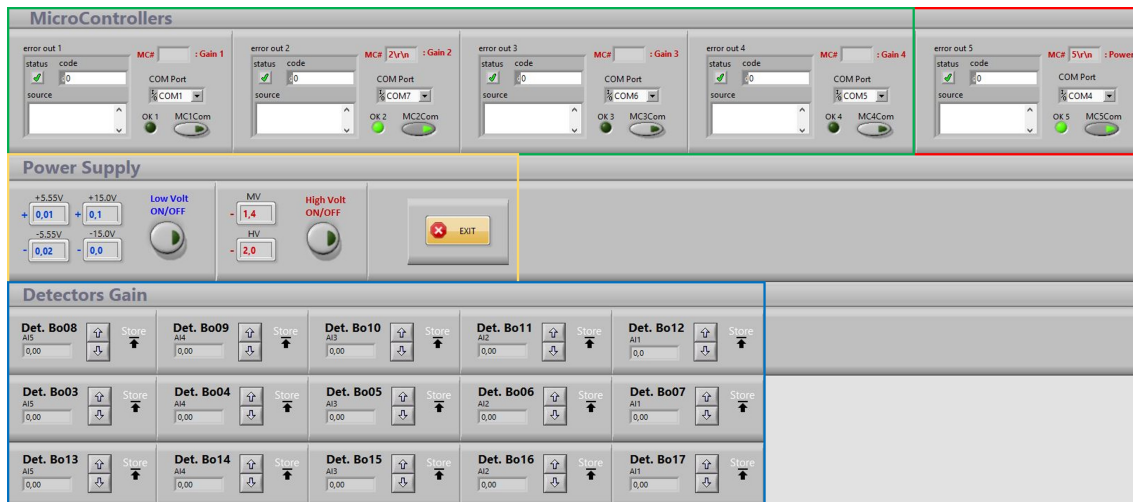 MicroControllers
error out 1 MC# : Gain 1
status code
0
COM Port
source COM1
OK 1 MC1Com
error out 2 MC# 2\r\n : Gain 2
status code
0
COM Port
source COM7
OK 2 MC2Com
error out 3 MC# : Gain 3
status code
0
COM Port
source COM6
OK 3 MC3Com
error out 4 MC# : Gain 4
status code
0
COM Port
source COM5
OK 4 MC4Com
error out 5 MC# 5\r\n : Power
status code
0
COM Port
source COM4
OK 5 MC5Com
Power Supply
+5.55V +15.0V
+ 0,01 + 0,1
-5.55V -15.0V
- 0,02 - 0,0
Low Volt
ON/OFF
MV
- 1,4
HV
- 2,0
High Volt
ON/OFF
EXIT
Detectors Gain
Det. Bo08 Store
AI5
0,00
Det. Bo09 Store
AI4
0,00
Det. Bo10 Store
AI3
0,00
Det. Bo11 Store
AI2
0,00
Det. Bo12 Store
AI1
0,0
Det. Bo03 Store
AI5
0,00
Det. Bo04 Store
AI4
0,00
Det. Bo05 Store
AI3
0,00
Det. Bo06 Store
AI2
0,00
Det. Bo07 Store
AI1
0,00
Det. Bo13 Store
AI5
0,00
Det. Bo14 Store
AI4
0,00
Det. Bo15 Store
AI3
0,00
Det. Bo16 Store
AI2
0,00
Det. Bo17 Store
AI1
0,00